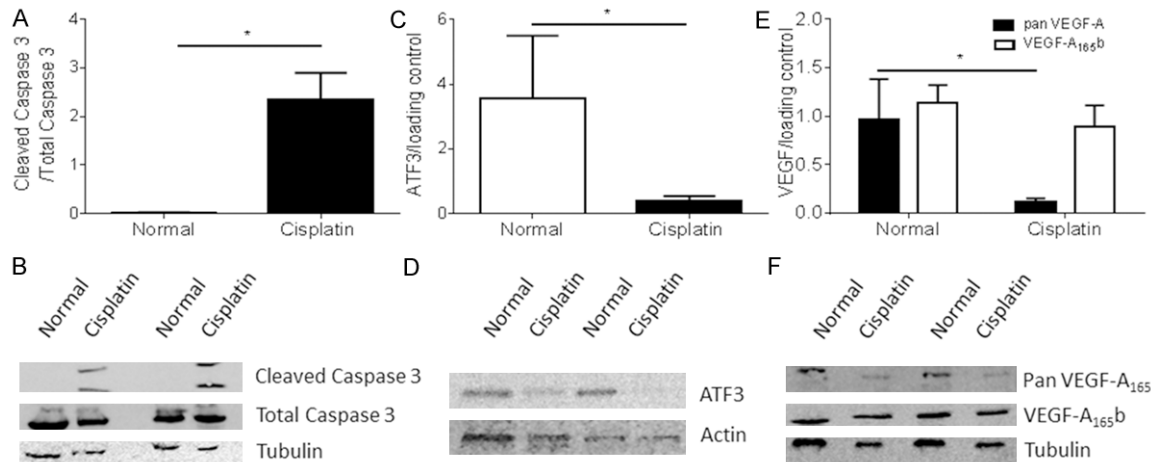 A
Cleaved Caspase 3
/Total Caspase 3
4
3
2
1
0
*
Normal
Cisplatin
C
ATF3/loading control
6
4
2
0
*
Normal
Cisplatin
E
VEGF/loading control
2.0
1.5
1.0
0.5
0.0
*
pan VEGF-A
VEGF-A165b
Normal
Cisplatin
B
Normal
Cisplatin
Normal
Cisplatin
Cleaved Caspase 3
Total Caspase 3
Tubulin
D
Normal
Cisplatin
Normal
Cisplatin
ATF3
Actin
F
Normal
Cisplatin
Normal
Cisplatin
Pan VEGF-A165
VEGF-A165b
Tubulin